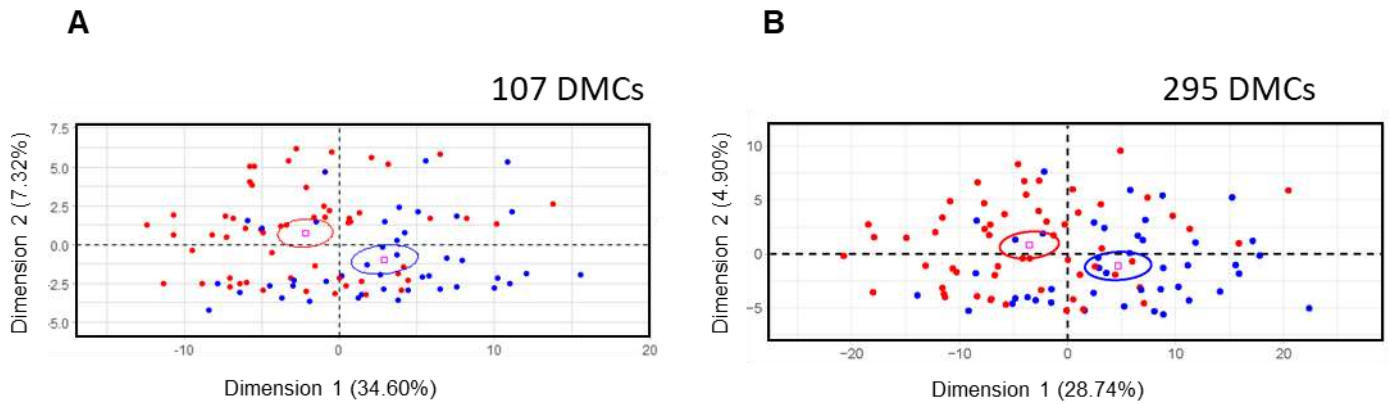 A
B
107 DMCs
295 DMCs
Dimension 2 (7.32%)
7.5
5.0
2.5
0.0
-2.5
-5.0
-10
0
10
20
Dimension 1 (34.60%)
Dimension 2 (4.90%)
10
5
0
−5
−20
−10
0
10
20
Dimension 1 (28.74%)